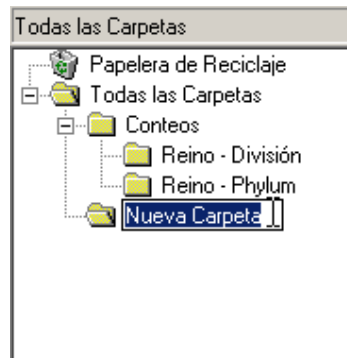 Todas las Carpetas
Papelera de Reciclaje
Todas las Carpetas
Conteos
Reino - División
Reino - Phylum
Nueva Carpeta